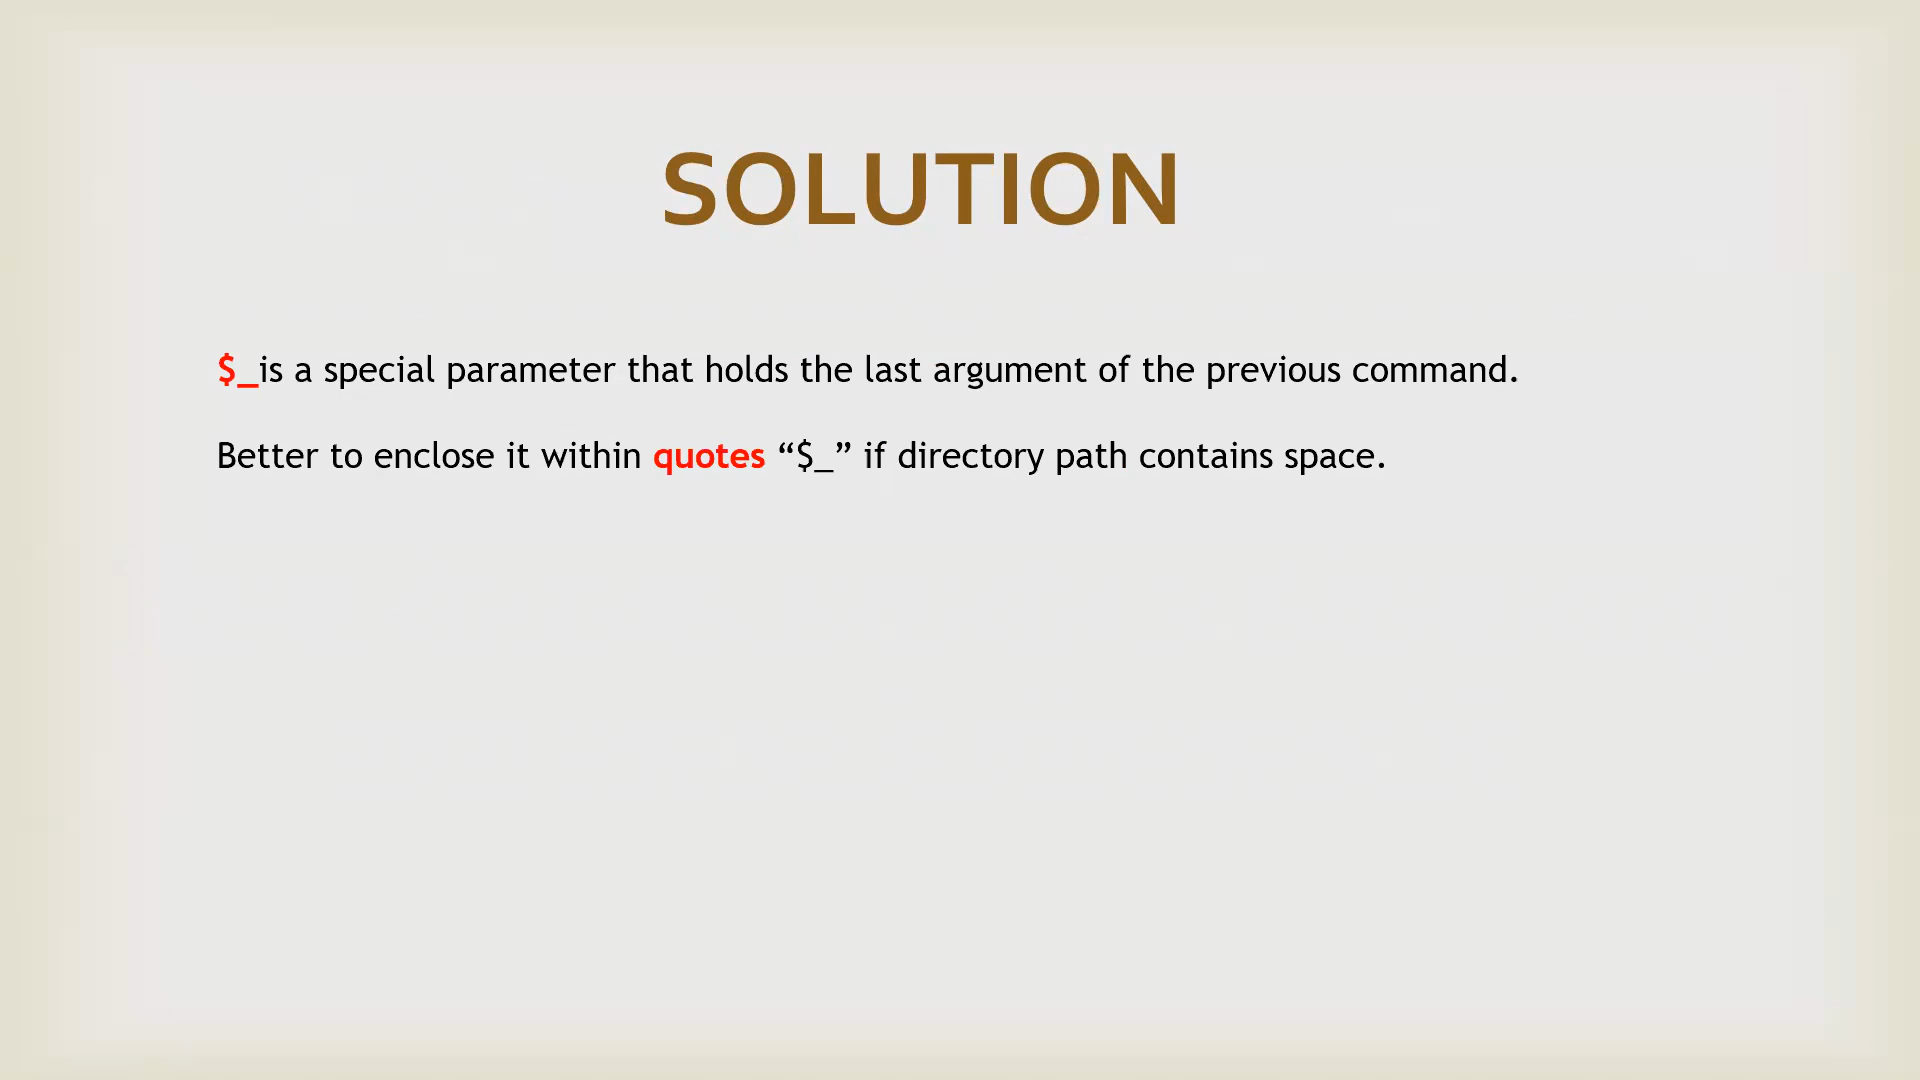 SOLUTION
$_is a special parameter that holds the last argument of the previous command.
Better to enclose it within quotes “$_” if directory path contains space.